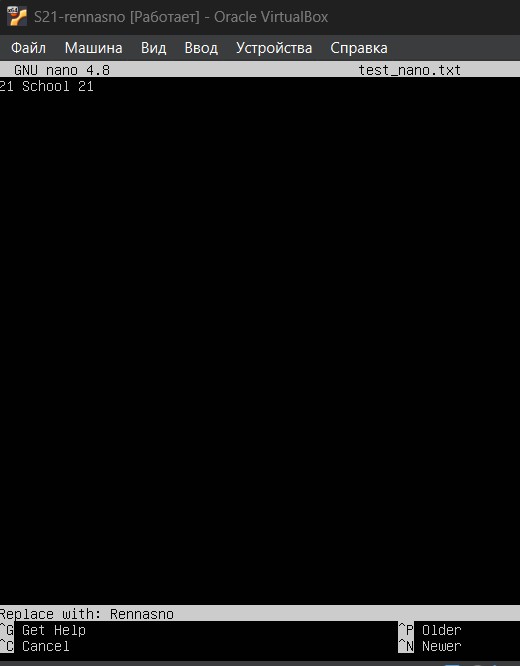 S21-rennasno [Работает] - Oracle VirtualBox
Файл Машина Вид Ввод Устройства Справка
GNU nano 4.8 test_nano.txt
21 School 21
Replace with: Rennasno
^G Get Help ^P Older
^C Cancel ^N Newer